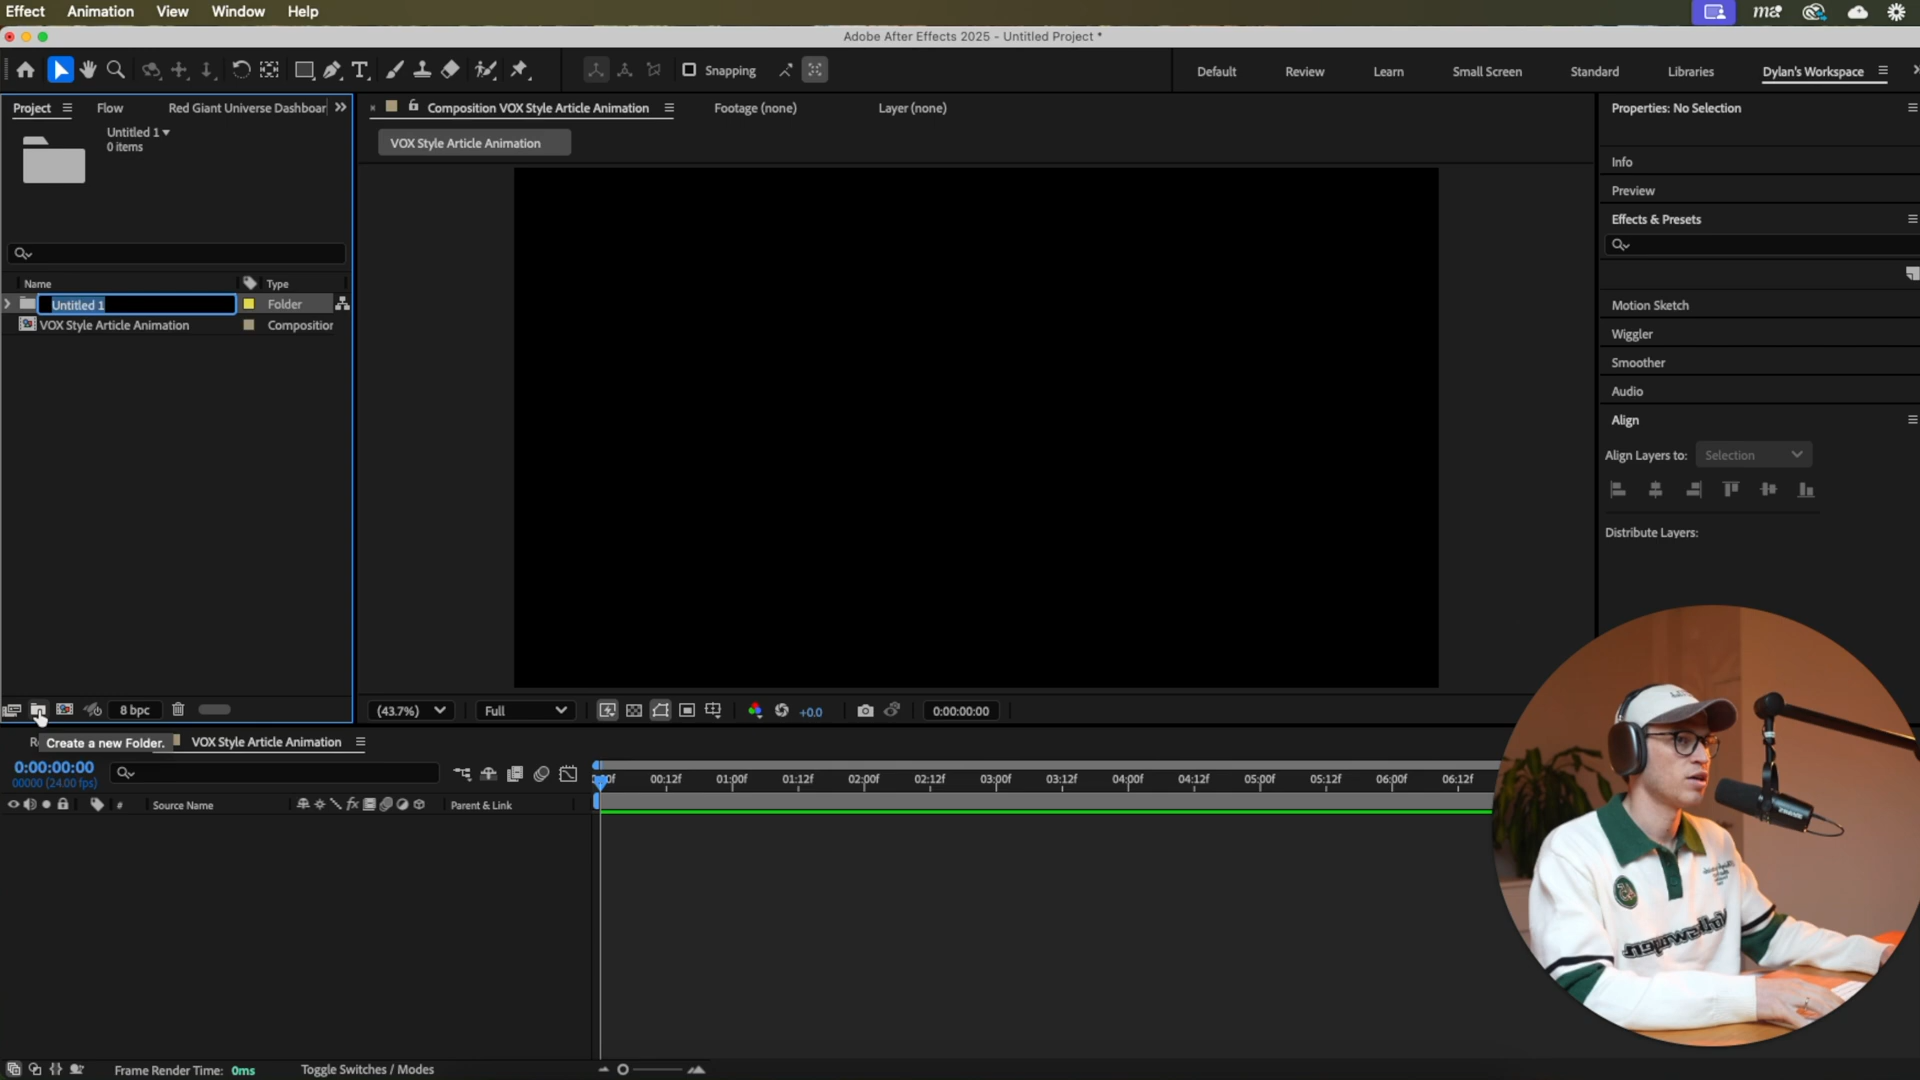 Effect Animation View Window Help
Adobe After Effects 2025 - Untitled Project *
Snapping
Default Review Learn Small Screen Standard Libraries Dylan's Workspace
Project Flow Red Giant Universe Dashboar
Composition VOX Style Article Animation Footage (none) Layer (none)
Properties: No Selection
Untitled 1
0 items
VOX Style Article Animation
Info
Preview
Effects & Presets
Name Type
Untitled 1 Folder
VOX Style Article Animation Compositior
Motion Sketch
Wiggler
Smoother
Audio
Align
Align Layers to: Selection
Distribute Layers:
8 bpc
(43.7%) Full +0.0 0:00:00:00
Create a new Folder.
VOX Style Article Animation
0:00:00:00
00000 (24.00 fps)
00:12f 01:00f 01:12f 02:00f 02:12f 03:00f 03:12f 04:00f 04:12f 05:00f 05:12f 06:00f 06:12f
# Source Name Parent & Link
Frame Render Time: 0ms Toggle Switches / Modes